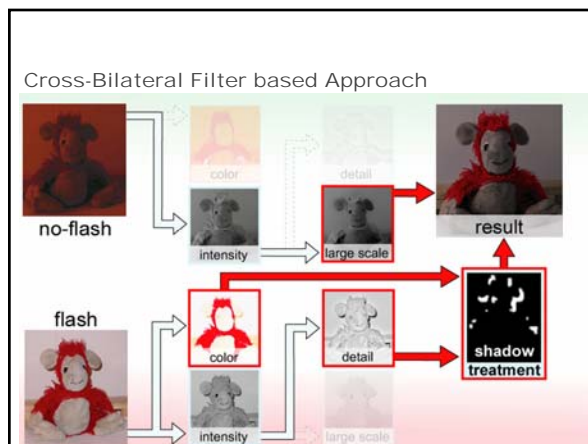 Cross-Bilateral Filter based Approach
color
detail
no-flash
intensity
large scale
result
flash
color
detail
shadow
treatment
intensity
large scale